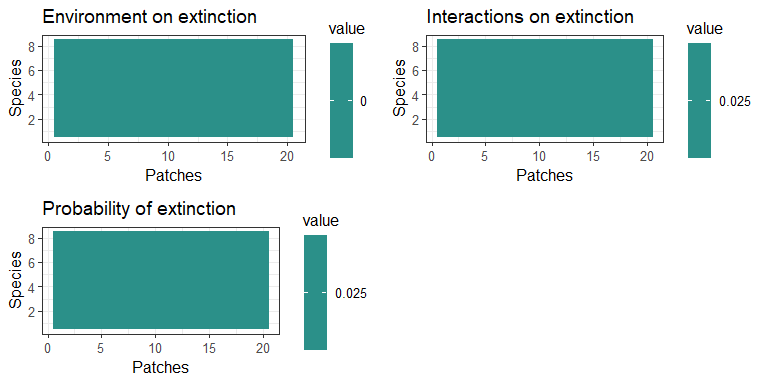 Environment on extinction
value
Species
8
6
4
2
0
0 5 10 15 20
Patches
Interactions on extinction
value
Species
8
6
4
2
0.025
0 5 10 15 20
Patches
Probability of extinction
value
Species
8
6
4
2
0.025
0 5 10 15 20
Patches